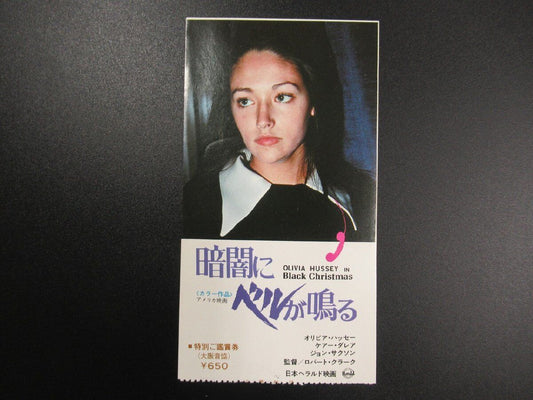 暗闇に
OLIVIA HUSSEY IN
Black Christmas
〈カラー作品〉
アメリカ映画
ベルが鳴る
■特別ご鑑賞券
(大阪音協)
¥650
オリビア・ハッセー
ケアー・ダレア
ジョン・サクソン
監督/ロバート・クラーク
日本ヘラルド映画